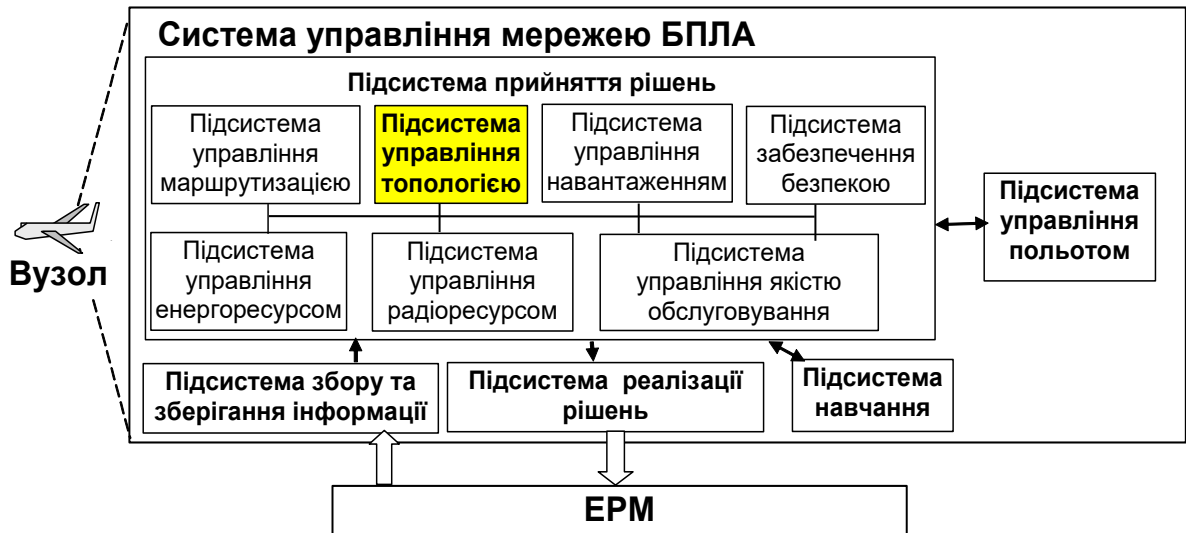 Система управління мережею БПЛА
Підсистема прийняття рішень
Підсистема
управління
маршрутизацією
Підсистема
управління
топологією
Підсистема
управління
навантаженням
Підсистема
забезпечення
безпекою
Підсистема
управління
енергоресурсом
Підсистема
управління
радіоресурсом
Підсистема
управління якістю
обслуговування
Підсистема
управління
польотом
Вузол
Підсистема збору та
зберігання інформації
Підсистема реалізації
рішень
Підсистема
навчання
ЕРМ